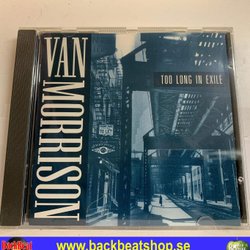 VAN
MORRISON
TOO LONG IN EXILE
www.backbeatshop.se